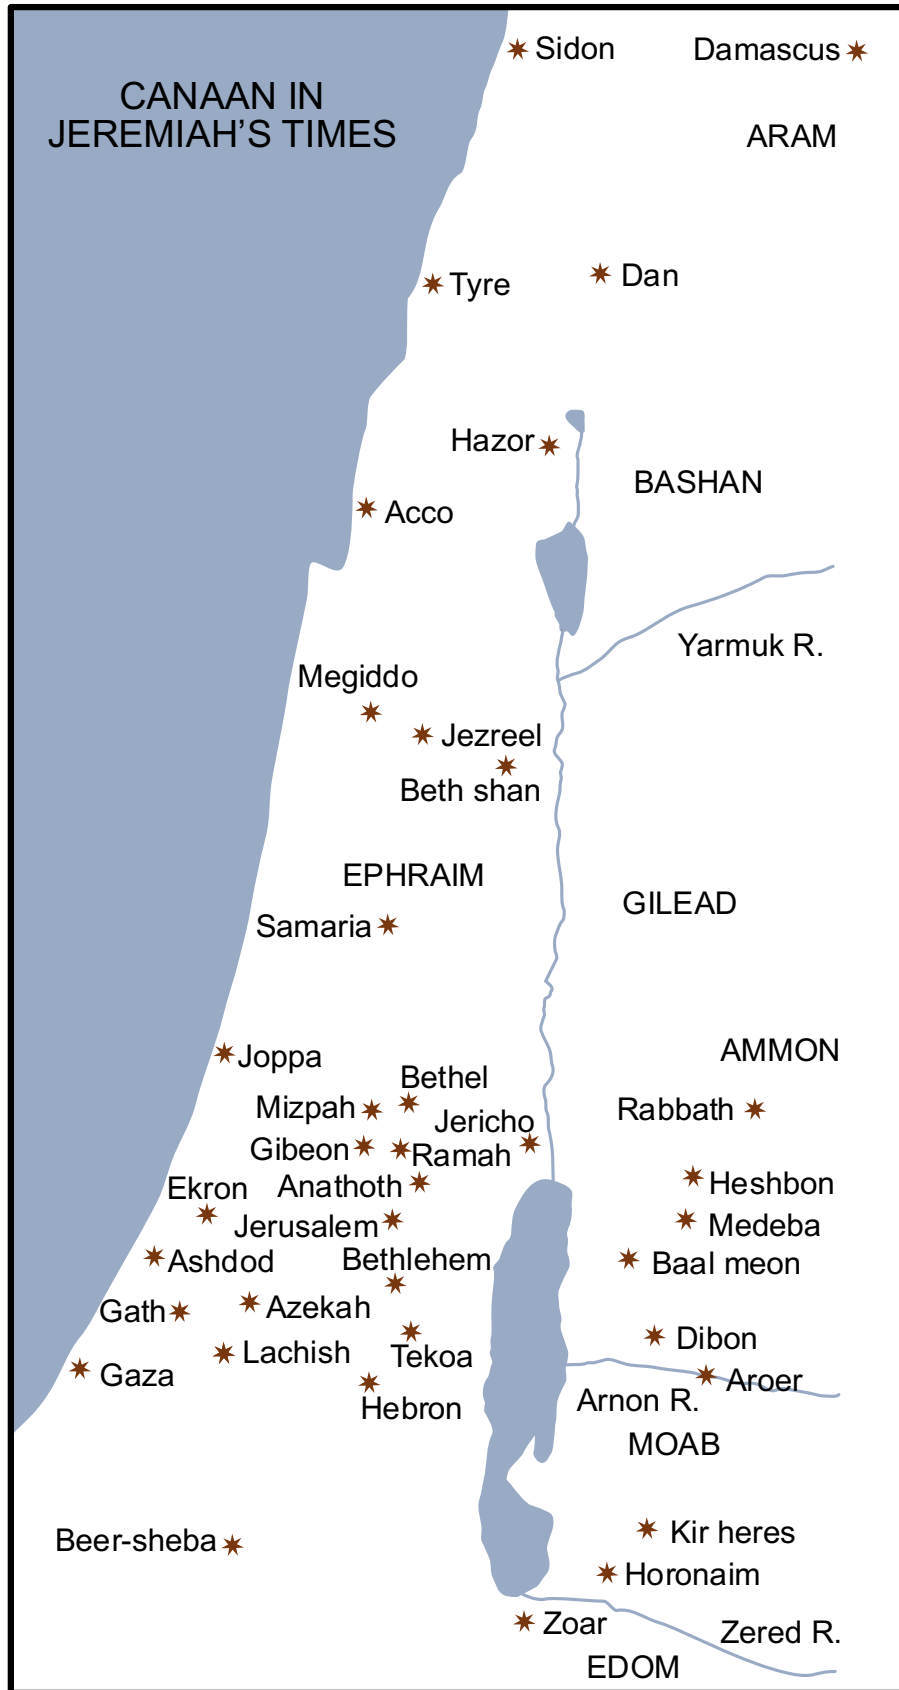 Sidon
Damascus
CANAAN IN
JEREMIAH'S TIMES
ARAM
Tyre
Dan
Hazor
BASHAN
Acco
Yarmuk R.
Megiddo
Jezreel
Beth shan
EPHRAIM
GILEAD
Samaria
Joppa
AMMON
Bethel
Mizpah
Rabbath
Jericho
Gibeon
Ramah
Anathoth
Heshbon
Ekron
Jerusalem
Medeba
Ashdod
Bethlehem
Baal meon
Gath
Azekah
Dibon
Lachish
Tekoa
Gaza
Aroer
Hebron
Arnon R.
MOAB
Beer-sheba
Kir heres
Horonaim
Zoar
Zered R.
EDOM